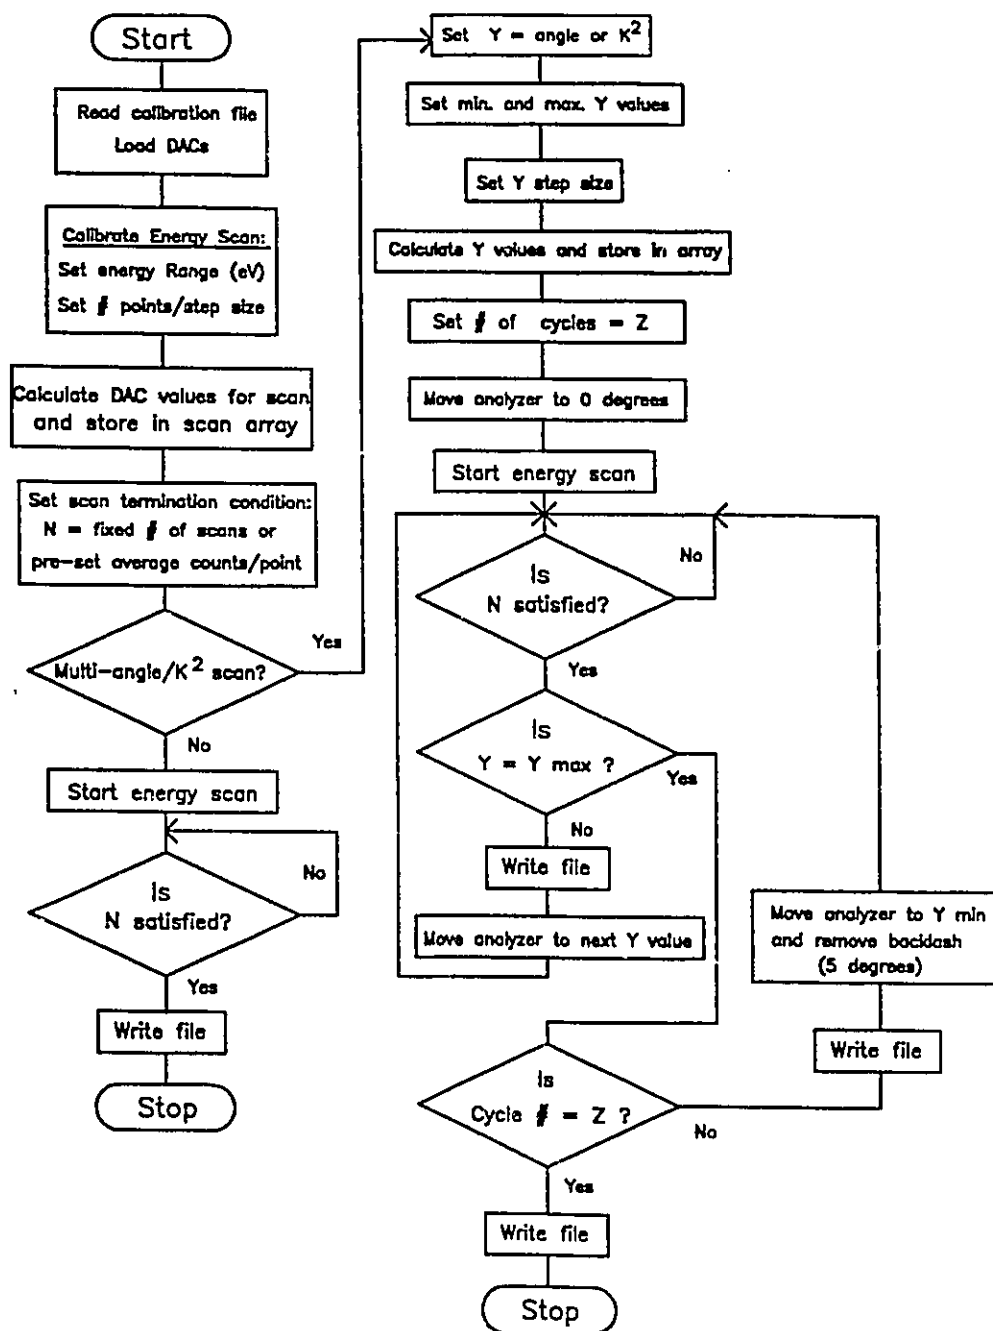 Start
Read calibration file
Load DACs
Calibrate Energy Scan:
Set energy Range (eV)
Set # points/step size
Calculate DAC values for scan
and store in scan array
Set scan termination condition:
N = fixed # of scans or
pre-set average counts/point
Multi-angle/K² scan?
Yes
No
Start energy scan
Is
N satisfied?
No
Yes
Write file
Stop
Set Y = angle or K²
Set min. and max. Y values
Set Y step size
Calculate Y values and store in array
Set # of cycles = Z
Move analyzer to 0 degrees
Start energy scan
Is
N satisfied?
No
Yes
Is
Y = Y max ?
Yes
No
Write file
Move analyzer to next Y value
Move analyzer to Y min
and remove backlash
(5 degrees)
Write file
Is
Cycle # = Z ?
No
Yes
Write file
Stop